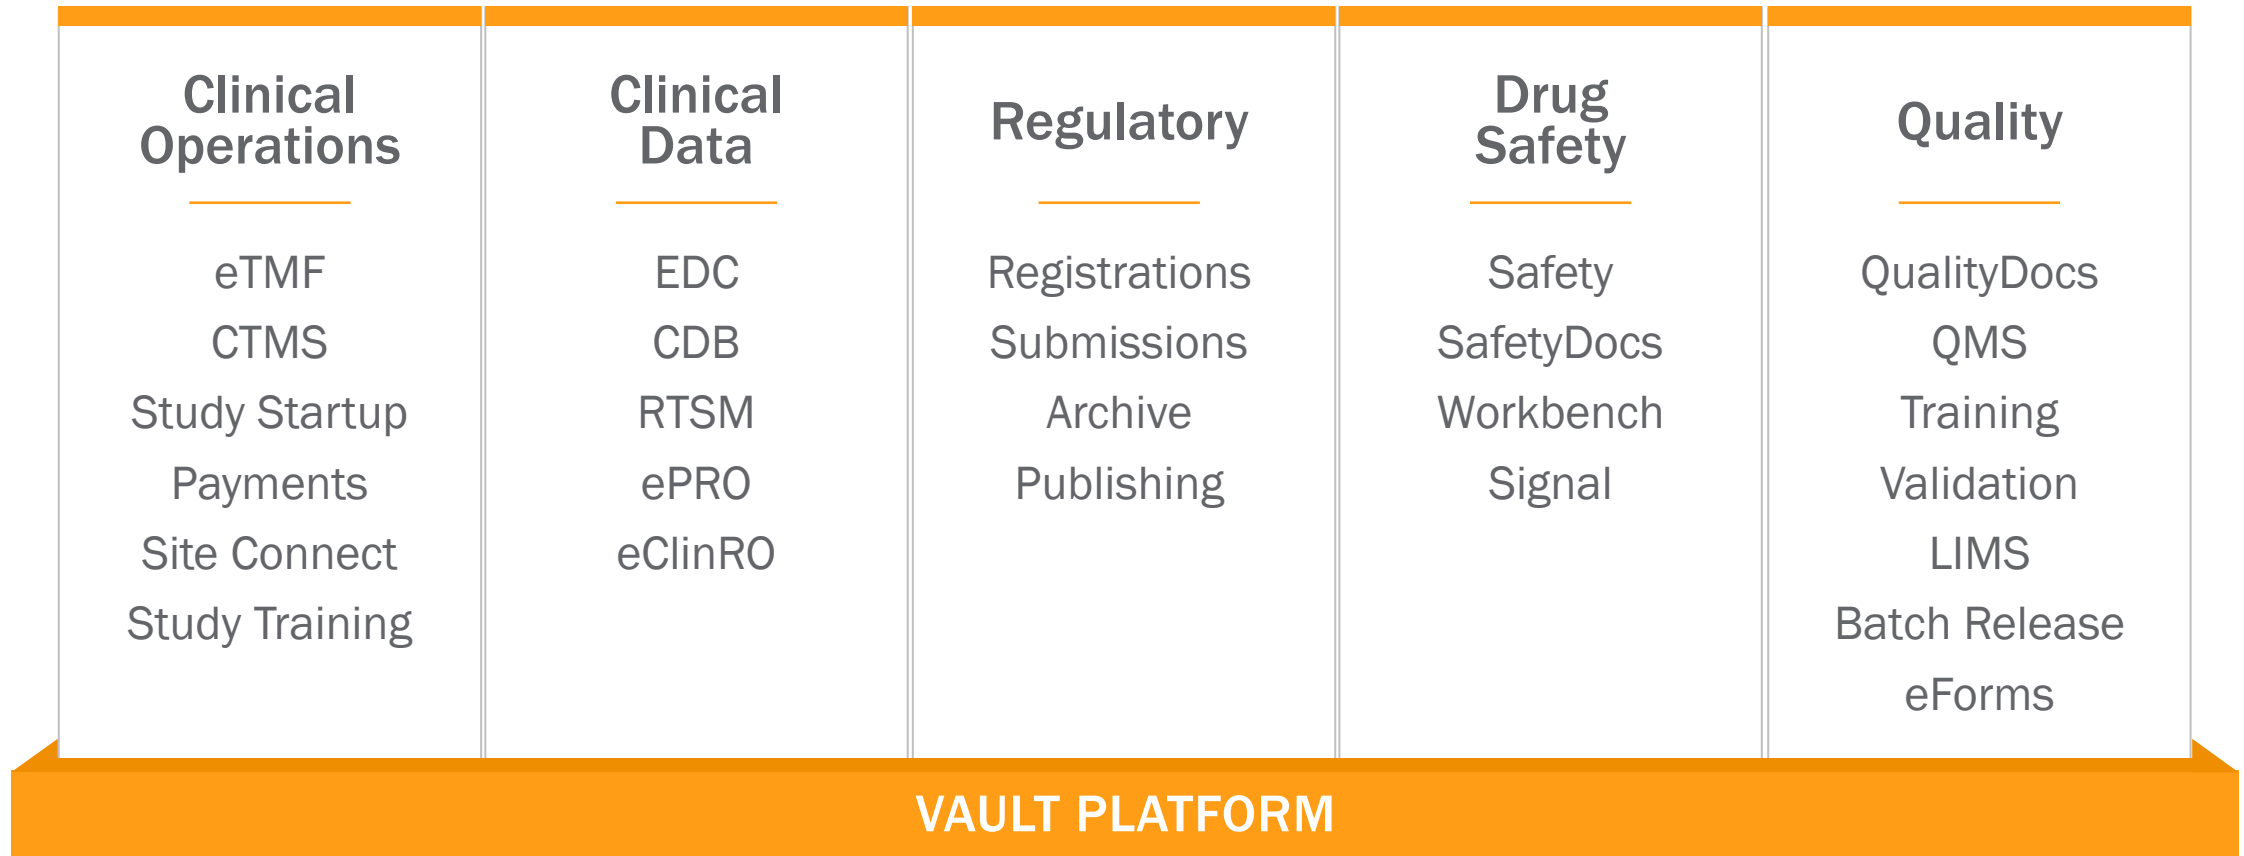 Clinical
Operations
eTMF
CTMS
Study Startup
Payments
Site Connect
Study Training
Clinical
Data
EDC
CDB
RTSM
ePRO
eClinRO
Regulatory
Registrations
Submissions
Archive
Publishing
Drug
Safety
Safety
SafetyDocs
Workbench
Signal
Quality
QualityDocs
QMS
Training
Validation
LIMS
Batch Release
eForms
VAULT PLATFORM